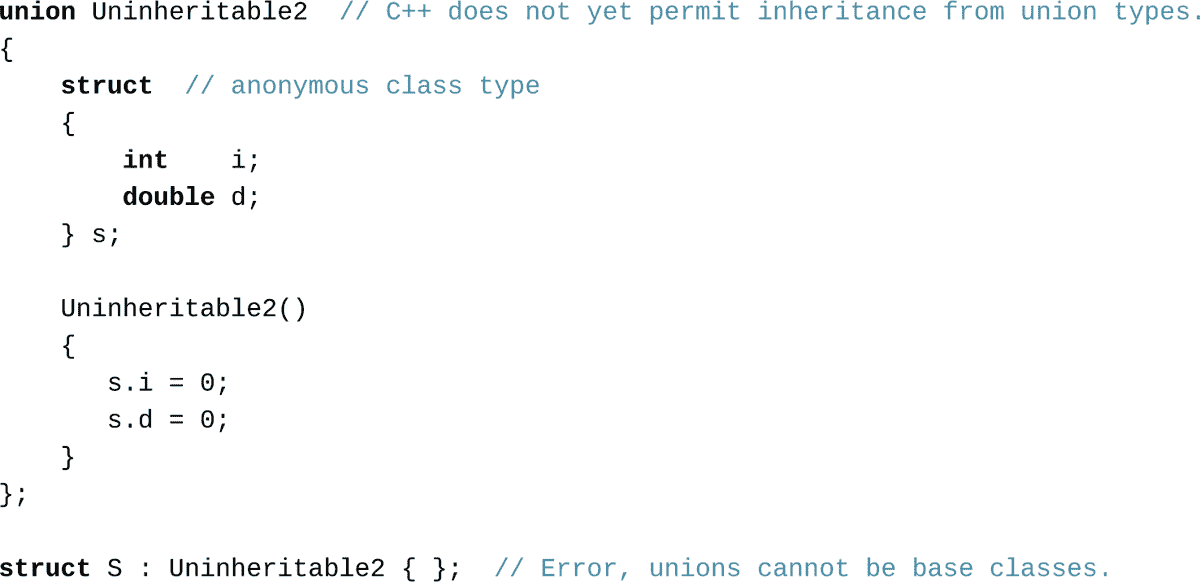 union Uninheritable2  // C++ does not yet permit inheritance from union types.
{
    struct  // anonymous class type
    {
        int    i;
        double d;
    } s;

    Uninheritable2()
    {
       s.i = 0;
       s.d = 0;
    }
};

struct S : Uninheritable2 { };  // Error, unions cannot be base classes.